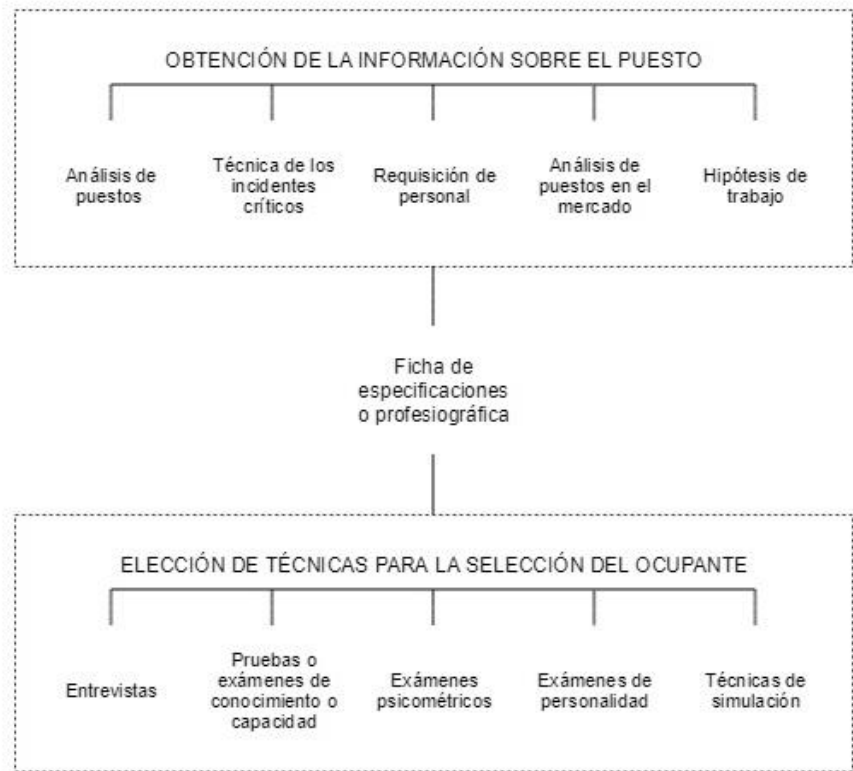 OBTENCIÓN DE LA INFORMACIÓN SOBRE EL PUESTO
Análisis de
puestos
Técnica de los
incidentes
críticos
Requisición de
personal
Análisis de
puestos en el
mercado
Hipótesis de
trabajo
Ficha de
especificaciones
o profesiográfica
ELECCIÓN DE TÉCNICAS PARA LA SELECCIÓN DEL OCUPANTE
Entrevistas
Pruebas o
exámenes de
conocimiento o
capacidad
Exámenes
psicométricos
Exámenes de
personalidad
Técnicas de
simulación